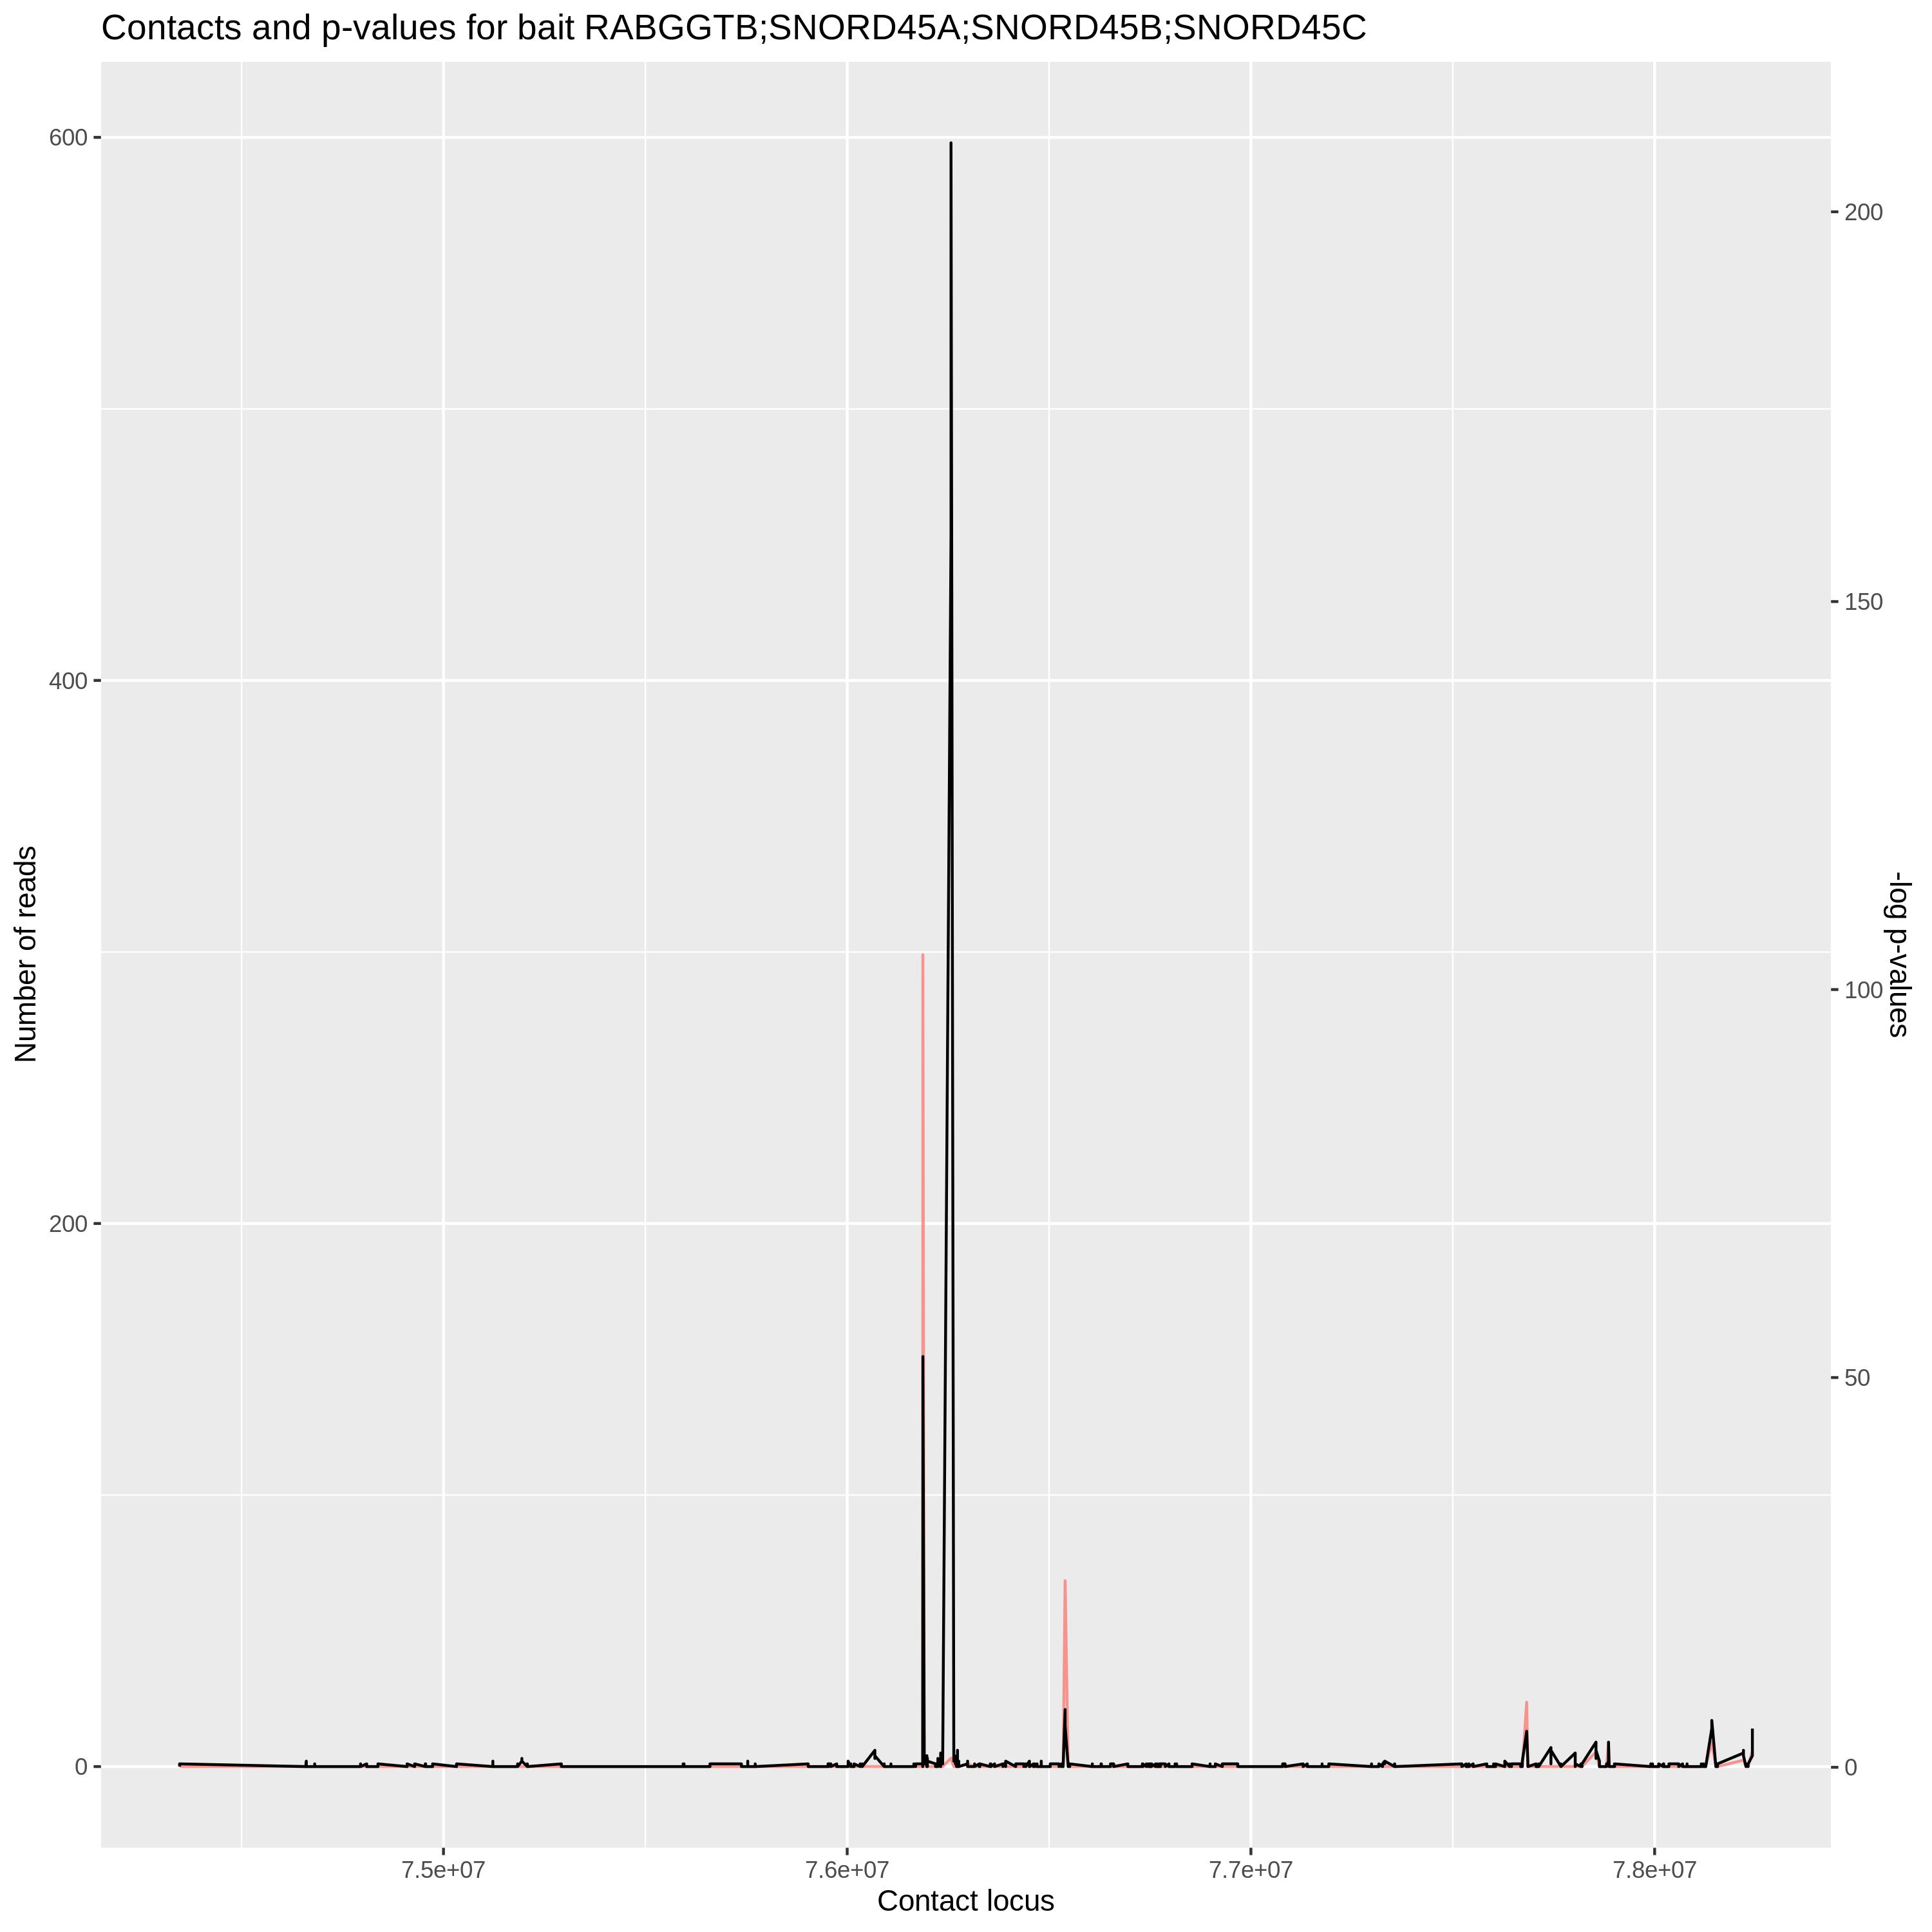 Contacts and p-values for bait RABGGTB;SNORD45A;SNORD45B;SNORD45C
600
400
200
0
Number of reads
200
150
100
50
0
-log p-values
7.5e+07
7.6e+07
7.7e+07
7.8e+07
Contact locus